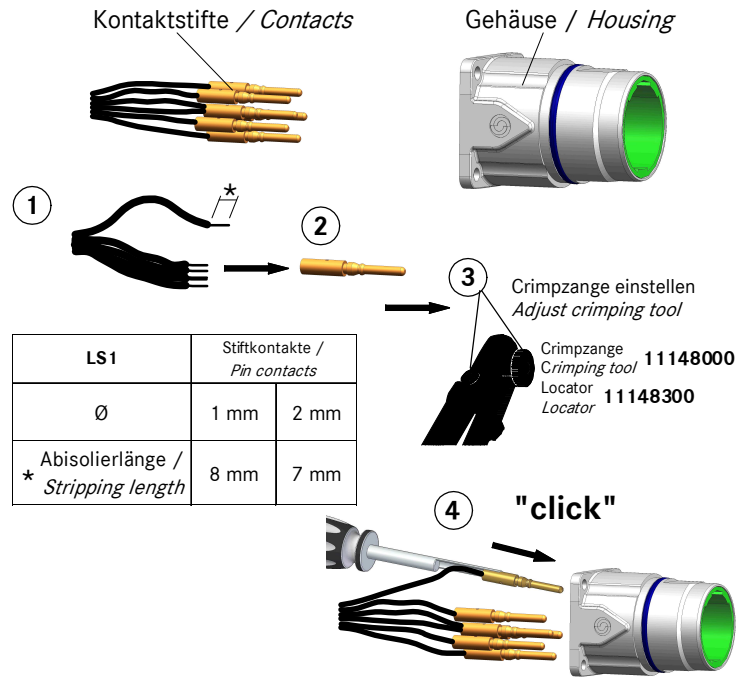 Kontaktstifte / Contacts
Gehäuse / Housing
1
*
2
3
Crimpzange einstellen
Adjust crimping tool
Crimpzange
Crimping tool 11148000
Locator
Locator 11148300
LS1
Stiftkontakte /
Pin contacts
Ø
1 mm
2 mm
* Abisolierlänge /
Stripping length
8 mm
7 mm
4
"click"